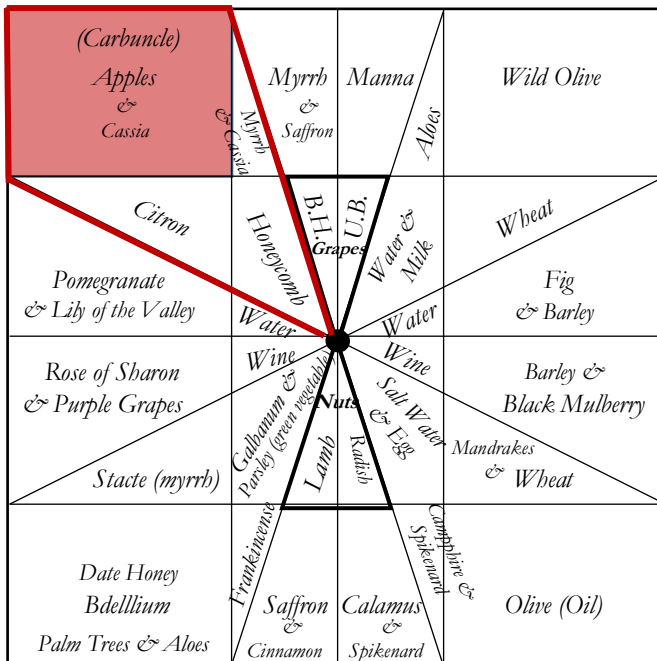 (Carbuncle)
Apples
&
Cassia
Myrrh
& Cassia
Myrrh
&
Saffron
Manna
Aloes
Wild Olive
Citron
Honeycomb
B.H.
U.B.
Grapes
Water &
Milk
Wheat
Pomegranate
& Lily of the Valley
Water
Water
Fig
& Barley
Rose of Sharon
& Purple Grapes
Wine
Wine
Barley &
Black Mulberry
Galbanum &
Parsley (green vegetable)
Nuts
Salt Water
& Egg
Stacte (myrrh)
Lamb
Radish
Mandrakes
& Wheat
Date Honey
Bdelllium
Palm Trees & Aloes
Frankincense
Saffron
&
Cinnamon
Calamus
&
Spikenard
Campphire &
Spikenard
Olive (Oil)